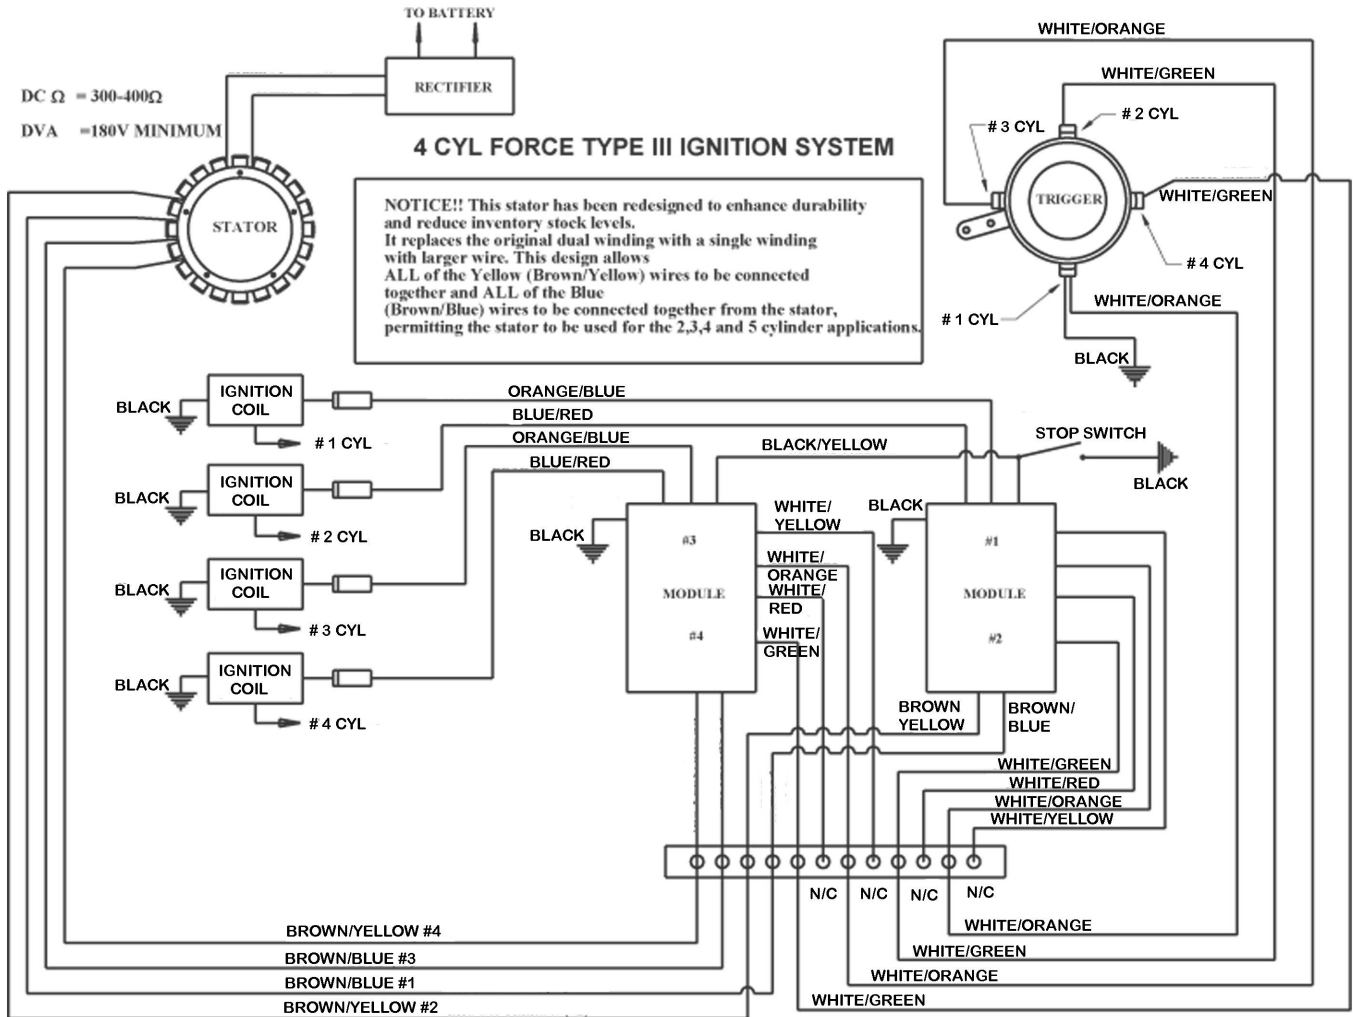 TO BATTERY
RECTIFIER
DC Ω = 300-400Ω
DVA =180V MINIMUM
4 CYL FORCE TYPE III IGNITION SYSTEM
STATOR
NOTICE!! This stator has been redesigned to enhance durability
and reduce inventory stock levels.
It replaces the original dual winding with a single winding
with larger wire. This design allows
ALL of the Yellow (Brown/Yellow) wires to be connected
together and ALL of the Blue
(Brown/Blue) wires to be connected together from the stator,
permitting the stator to be used for the 2,3,4 and 5 cylinder applications.
WHITE/ORANGE
WHITE/GREEN
# 2 CYL
# 3 CYL
TRIGGER
WHITE/GREEN
# 4 CYL
WHITE/ORANGE
# 1 CYL
BLACK
IGNITION
COIL
BLACK
# 1 CYL
ORANGE/BLUE
BLUE/RED
ORANGE/BLUE
BLUE/RED
IGNITION
COIL
BLACK
# 2 CYL
IGNITION
COIL
BLACK
# 3 CYL
IGNITION
COIL
BLACK
# 4 CYL
BLACK/YELLOW
STOP SWITCH
BLACK
BLACK
#3
MODULE
#4
WHITE/
YELLOW
WHITE/
ORANGE
WHITE/
RED
WHITE/
GREEN
BLACK
#1
MODULE
#2
BROWN
YELLOW
BROWN/
BLUE
WHITE/GREEN
WHITE/RED
WHITE/ORANGE
WHITE/YELLOW
N/C
N/C
N/C
N/C
BROWN/YELLOW #4
BROWN/BLUE #3
BROWN/BLUE #1
BROWN/YELLOW #2
WHITE/ORANGE
WHITE/GREEN
WHITE/ORANGE
WHITE/GREEN